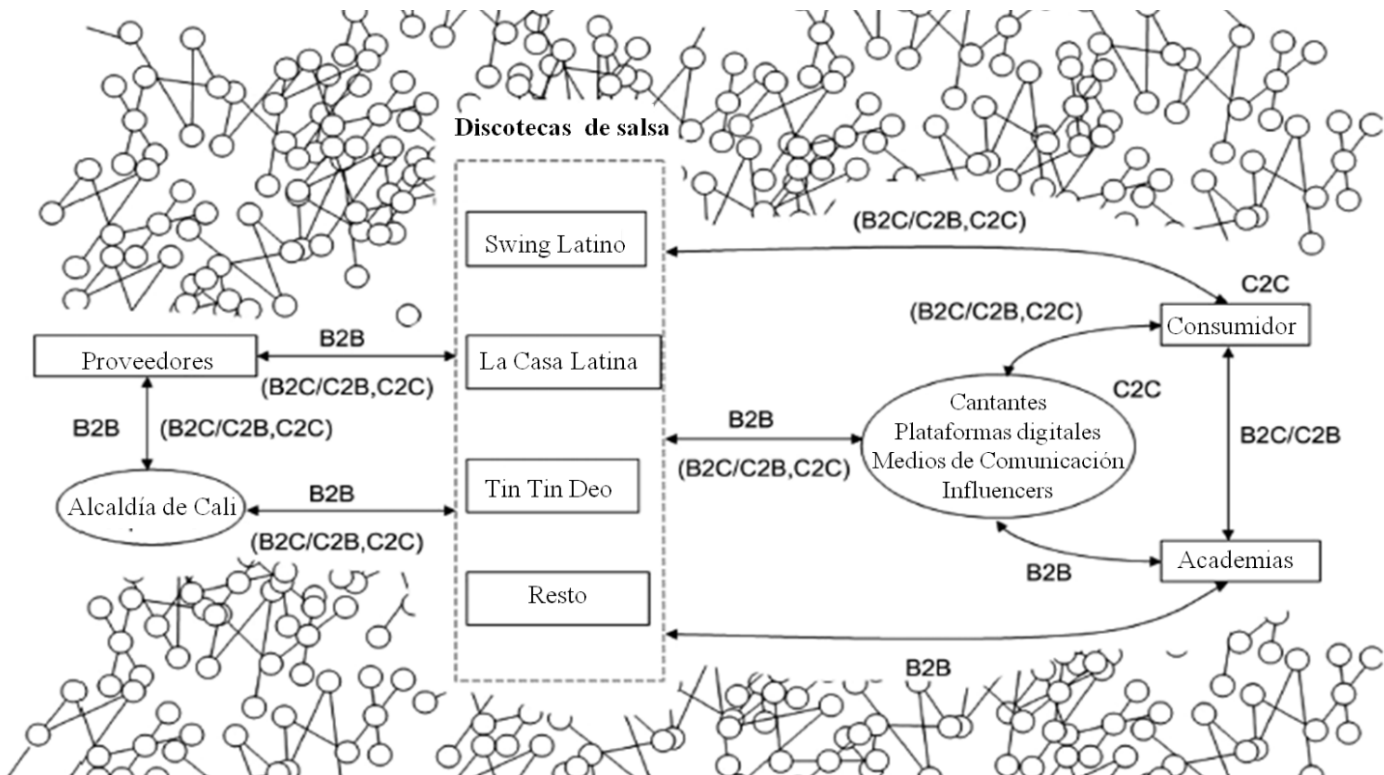 Discotecas de salsa
Swing Latino
(B2C/C2B,C2C)
C2C
Consumidor
(B2C/C2B,C2C)
B2B
Proveedores
(B2C/C2B,C2C)
La Casa Latina
C2C
Cantantes
Plataformas digitales
Medios de Comunicación
Influencers
B2B
(B2C/C2B,C2C)
B2B
(B2C/C2B,C2C)
B2C/C2B
Alcaldía de Cali
B2B
(B2C/C2B,C2C)
Tin Tin Deo
B2B
Academias
Resto
B2B